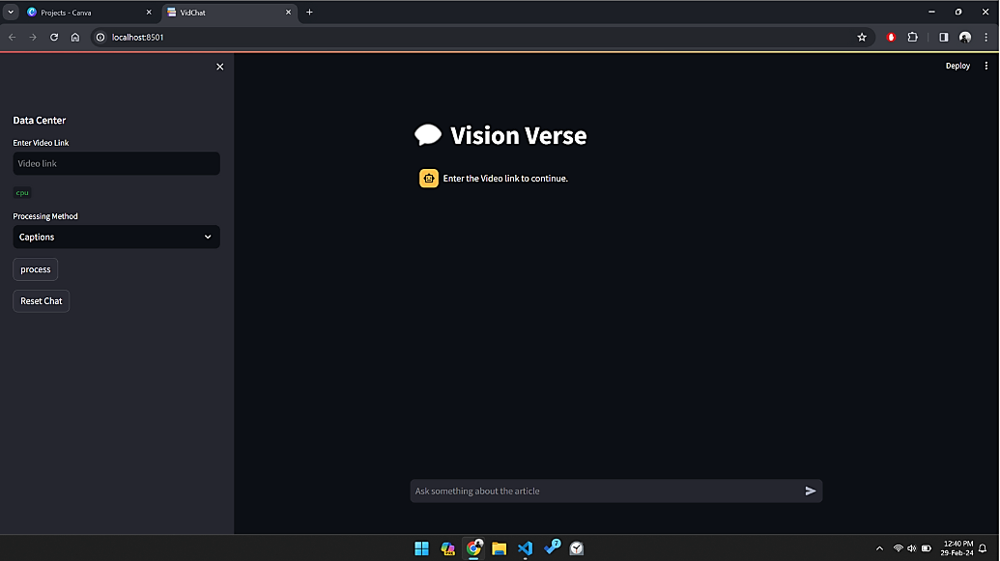 Projects - Canva
VidChat
localhost:8501
Deploy
Data Center
Enter Video Link
Video link
cpu
Processing Method
Captions
process
Reset Chat
Vision Verse
Enter the Video link to continue.
Ask something about the article
7
12:40 PM
29-Feb-24